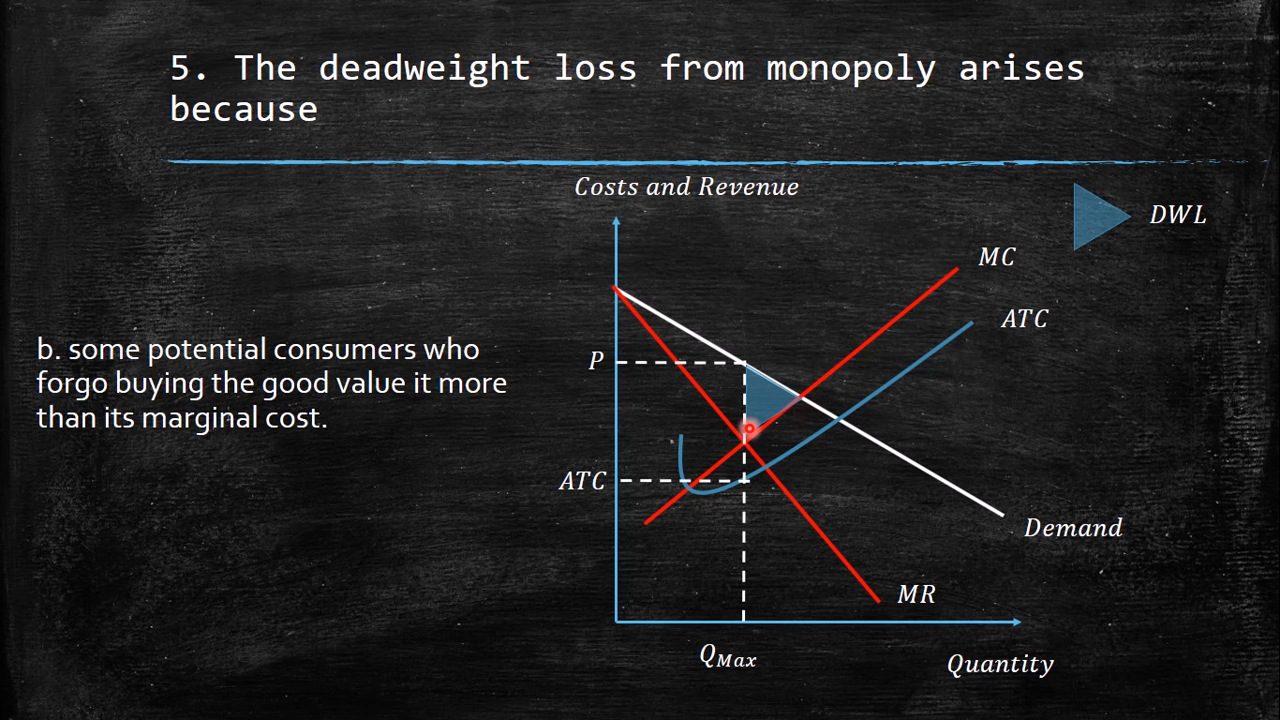 5. The deadweight loss from monopoly arises
because
Costs and Revenue
DWL
MC
ATC
b. some potential consumers who
forgo buying the good value it more
than its marginal cost.
P
ATC
Demand
MR
Q_Max
Quantity